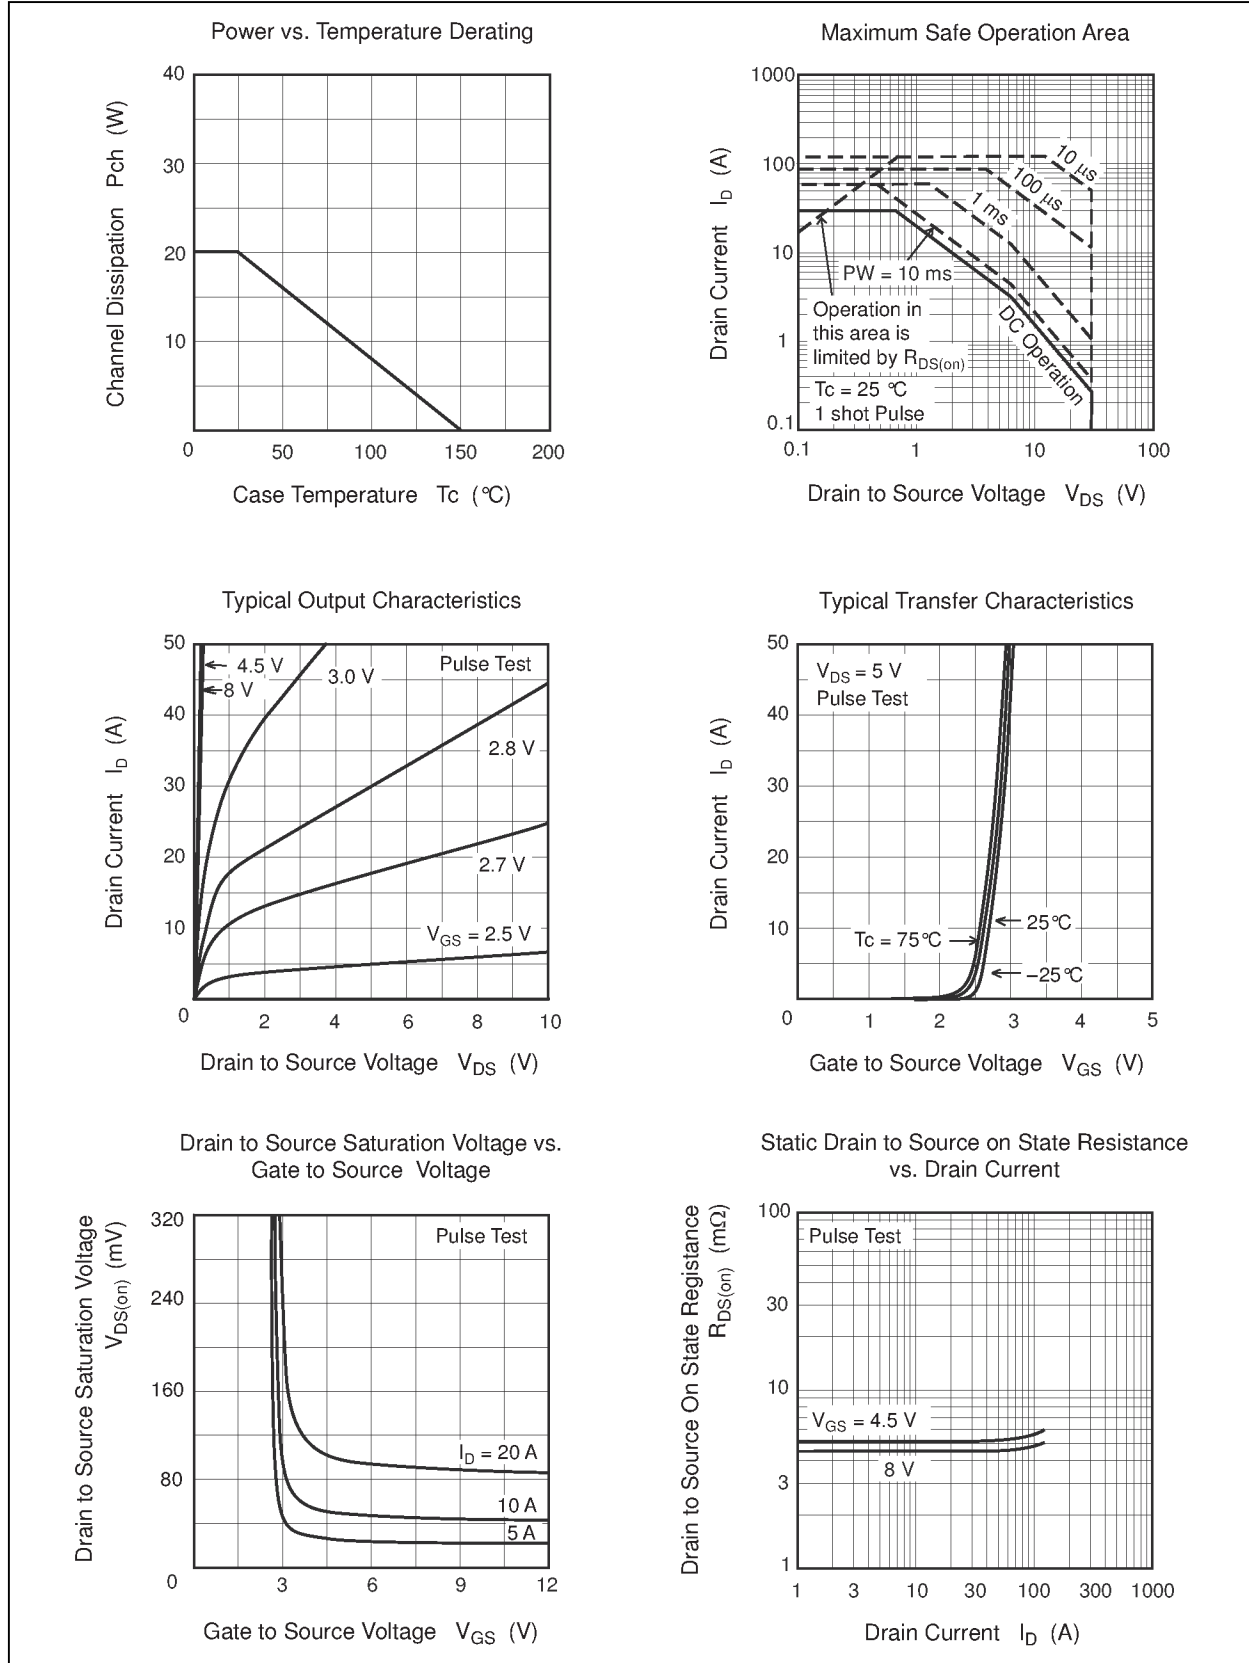 Power vs. Temperature Derating
40
30
20
10
0
50
100
150
200
Channel Dissipation Pch (W)
Case Temperature Tc (°C)
Maximum Safe Operation Area
1000
100
10
1
0.1
0.1
1
10
100
Drain Current I_D (A)
10 µs
100 µs
1 ms
PW = 10 ms
Operation in
this area is
limited by R_DS(on)
DC Operation
Tc = 25 °C
1 shot Pulse
Drain to Source Voltage V_DS (V)
Typical Output Characteristics
50
40
30
20
10
0
2
4
6
8
10
Drain Current I_D (A)
4.5 V
8 V
3.0 V
Pulse Test
2.8 V
2.7 V
V_GS = 2.5 V
Drain to Source Voltage V_DS (V)
Typical Transfer Characteristics
50
40
30
20
10
0
1
2
3
4
5
Drain Current I_D (A)
V_DS = 5 V
Pulse Test
25°C
Tc = 75°C
−25°C
Gate to Source Voltage V_GS (V)
Drain to Source Saturation Voltage vs.
Gate to Source Voltage
320
240
160
80
0
3
6
9
12
Drain to Source Saturation Voltage
V_DS(on) (mV)
Pulse Test
I_D = 20 A
10 A
5 A
Gate to Source Voltage V_GS (V)
Static Drain to Source on State Resistance
vs. Drain Current
100
30
10
3
1
1
3
10
30
100
300
1000
Drain to Source On State Registance
R_DS(on) (mΩ)
Pulse Test
V_GS = 4.5 V
8 V
Drain Current I_D (A)